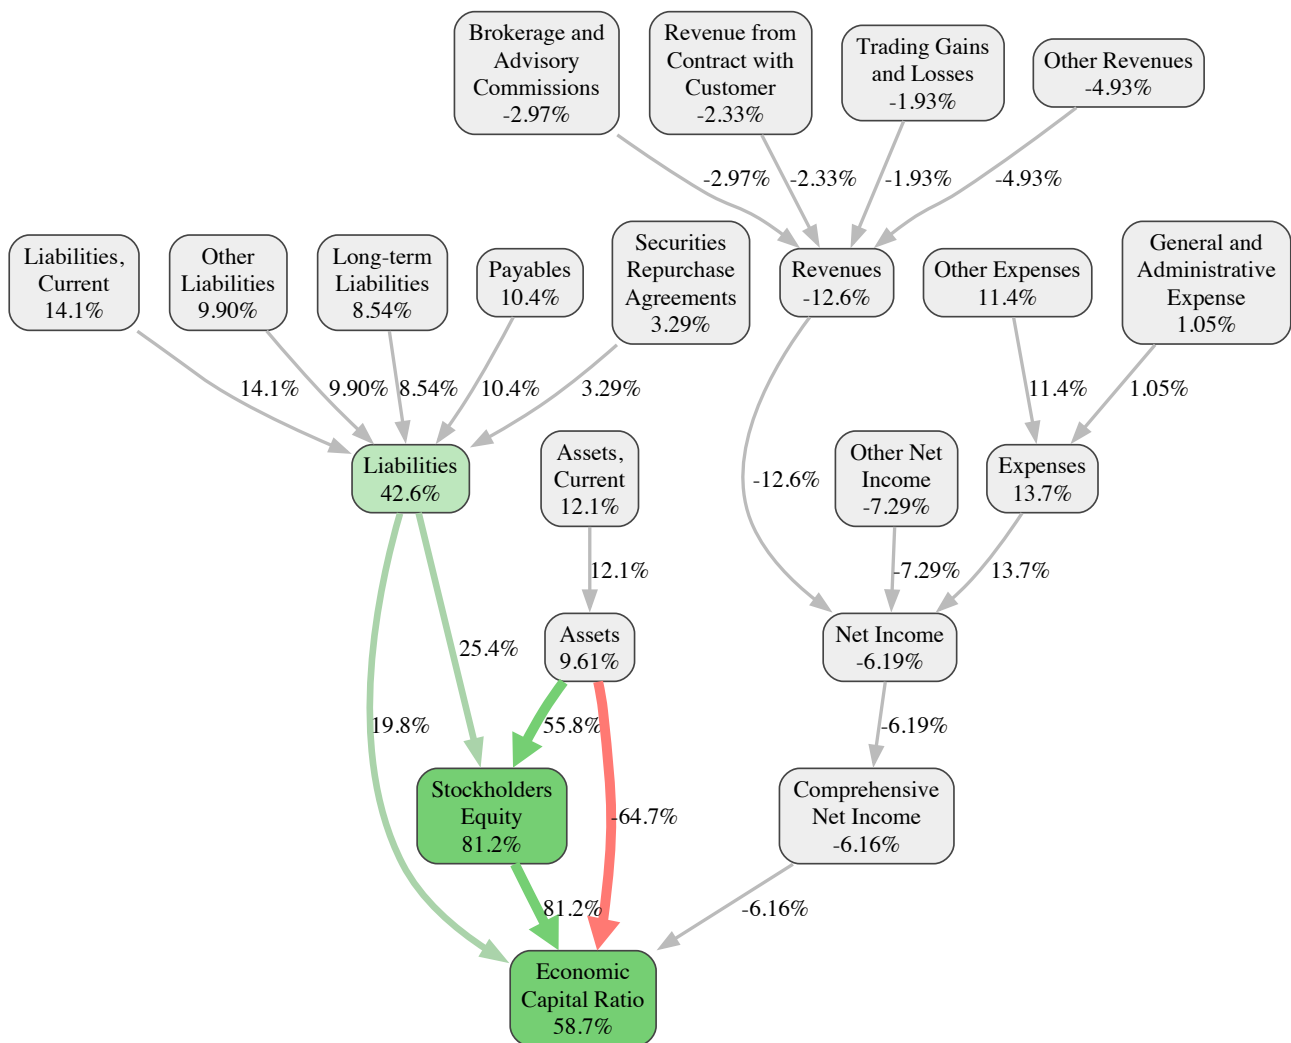 Brokerage and
Advisory
Commissions
-2.97%
Revenue from
Contract with
Customer
-2.33%
Trading Gains
and Losses
-1.93%
Other Revenues
-4.93%
-2.97%
-2.33%
-1.93%
-4.93%
Liabilities,
Current
14.1%
Other
Liabilities
9.90%
Long-term
Liabilities
8.54%
Payables
10.4%
Securities
Repurchase
Agreements
3.29%
Revenues
-12.6%
Other Expenses
11.4%
General and
Administrative
Expense
1.05%
14.1%
9.90%
8.54%
10.4%
3.29%
11.4%
1.05%
Liabilities
42.6%
Assets,
Current
12.1%
-12.6%
Other Net
Income
-7.29%
Expenses
13.7%
12.1%
-7.29%
13.7%
25.4%
Assets
9.61%
Net Income
-6.19%
19.8%
55.8%
-6.19%
Stockholders
Equity
81.2%
-64.7%
Comprehensive
Net Income
-6.16%
81.2%
-6.16%
Economic
Capital Ratio
58.7%